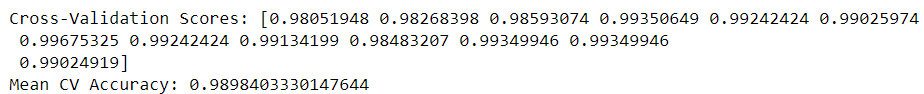 Cross-Validation Scores: [0.98051948 0.98268398 0.98593074 0.99350649 0.99242424 0.99025974
0.99675325 0.99242424 0.99134199 0.98483207 0.99349946 0.99349946
0.99024919]
Mean CV Accuracy: 0.9898403330147644